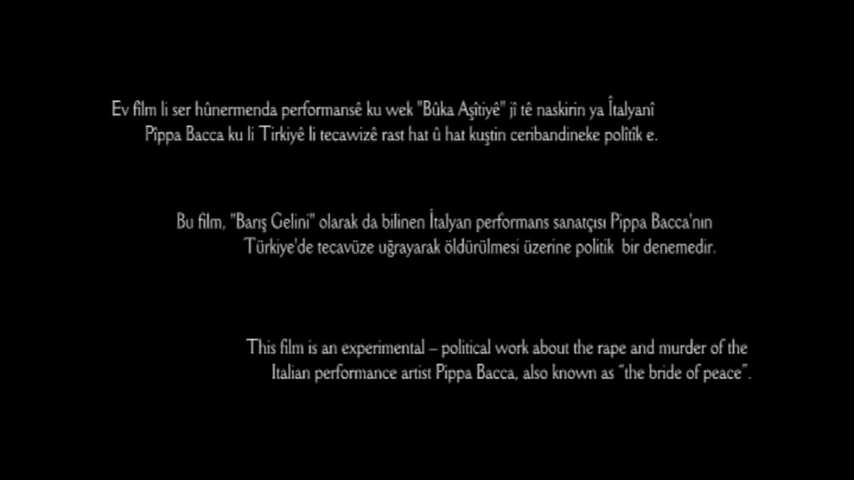 Ev film li ser hûnermenda performansê ku wek "Bûka Aşîtiyê" jî tê naskirin ya Îtalyanî
Pîppa Bacca ku li Tirkiyê li tecawizê rast hat û hat kuştin ceribandineke polîtîk e.
Bu film, "Barış Gelini" olarak da bilinen İtalyan performans sanatçısı Pippa Bacca'nın
Türkiye'de tecavüze uğrayarak öldürülmesi üzerine politik bir denemedir.
This film is an experimental – political work about the rape and murder of the
Italian performance artist Pippa Bacca, also known as “the bride of peace”.